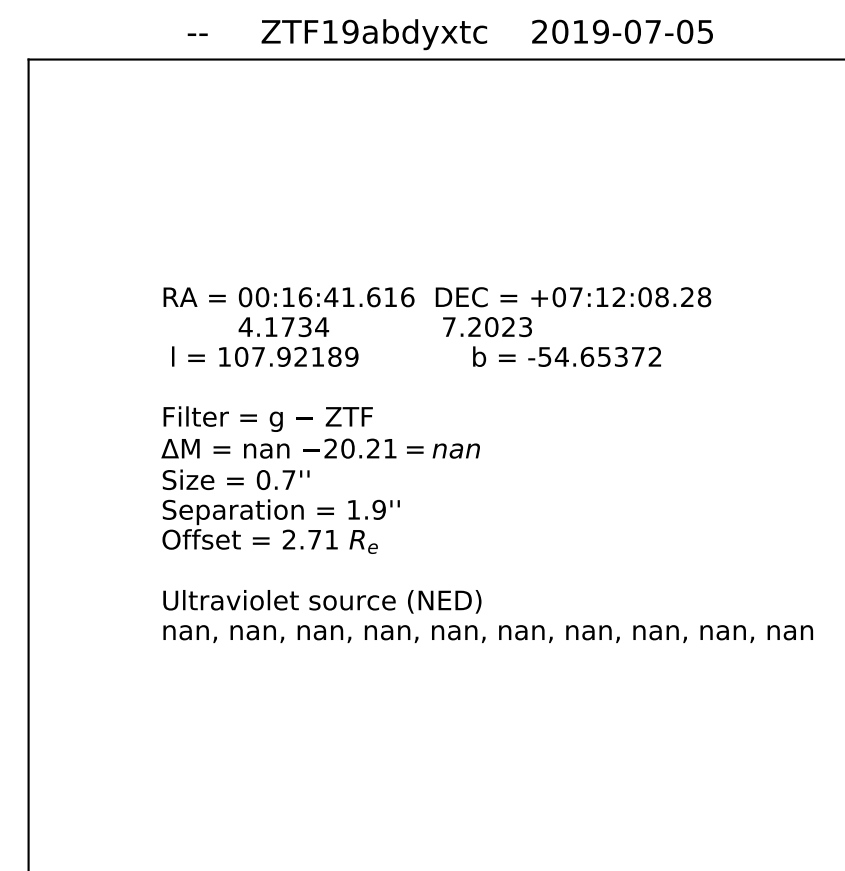 -- ZTF19abdyxtc 2019-07-05
RA = 00:16:41.616 DEC = +07:12:08.28
4.1734 7.2023
l = 107.92189 b = -54.65372
Filter = g − ZTF
ΔM = nan −20.21 = nan
Size = 0.7''
Separation = 1.9''
Offset = 2.71 Re
Ultraviolet source (NED)
nan, nan, nan, nan, nan, nan, nan, nan, nan, nan